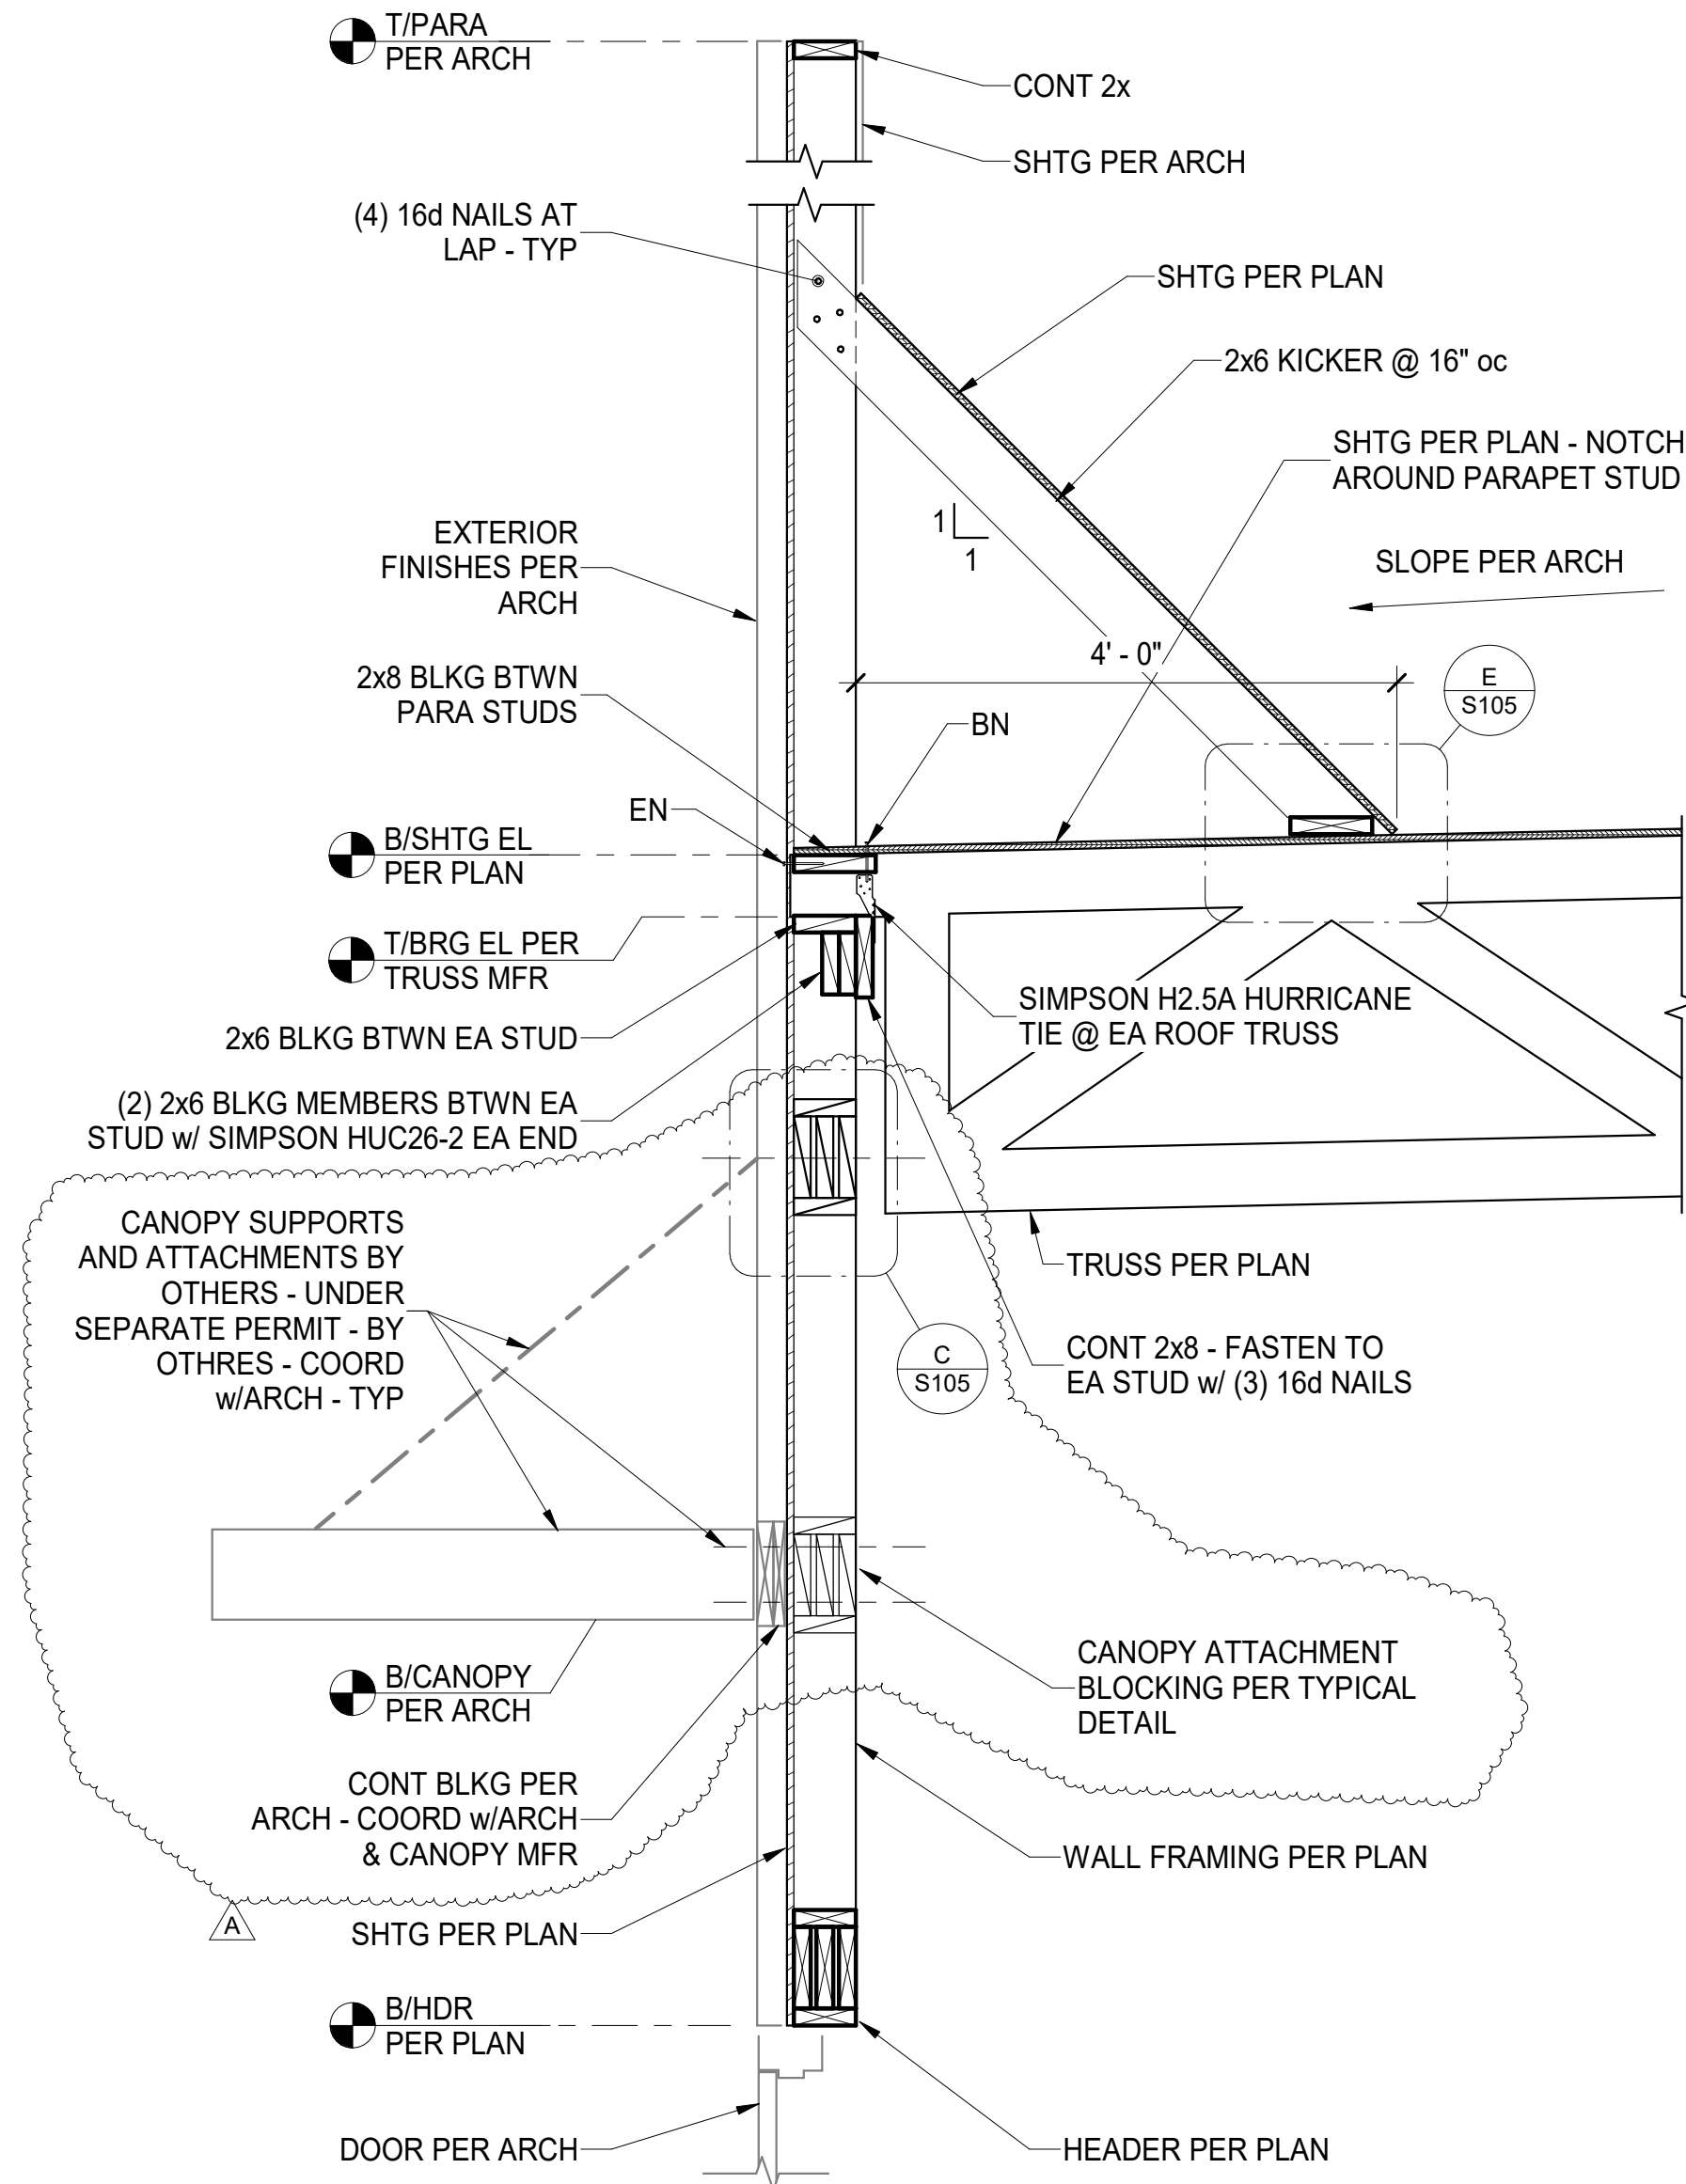 T/PARA
PER ARCH
CONT 2x
SHTG PER ARCH
(4) 16d NAILS AT
LAP - TYP
SHTG PER PLAN
2x6 KICKER @ 16" oc
SHTG PER PLAN - NOTCH
AROUND PARAPET STUD
1
1
SLOPE PER ARCH
EXTERIOR
FINISHES PER
ARCH
4' - 0"
E
S105
2x8 BLKG BTWN
PARA STUDS
BN
EN
B/SHTG EL
PER PLAN
T/BRG EL PER
TRUSS MFR
SIMPSON H2.5A HURRICANE
TIE @ EA ROOF TRUSS
2x6 BLKG BTWN EA STUD
(2) 2x6 BLKG MEMBERS BTWN EA
STUD w/ SIMPSON HUC26-2 EA END
CANOPY SUPPORTS
AND ATTACHMENTS BY
OTHERS - UNDER
SEPARATE PERMIT - BY
OTHRES - COORD
w/ARCH - TYP
TRUSS PER PLAN
C
S105
CONT 2x8 - FASTEN TO
EA STUD w/ (3) 16d NAILS
CANOPY ATTACHMENT
BLOCKING PER TYPICAL
DETAIL
B/CANOPY
PER ARCH
CONT BLKG PER
ARCH - COORD w/ARCH
& CANOPY MFR
WALL FRAMING PER PLAN
A
SHTG PER PLAN
B/HDR
PER PLAN
DOOR PER ARCH
HEADER PER PLAN